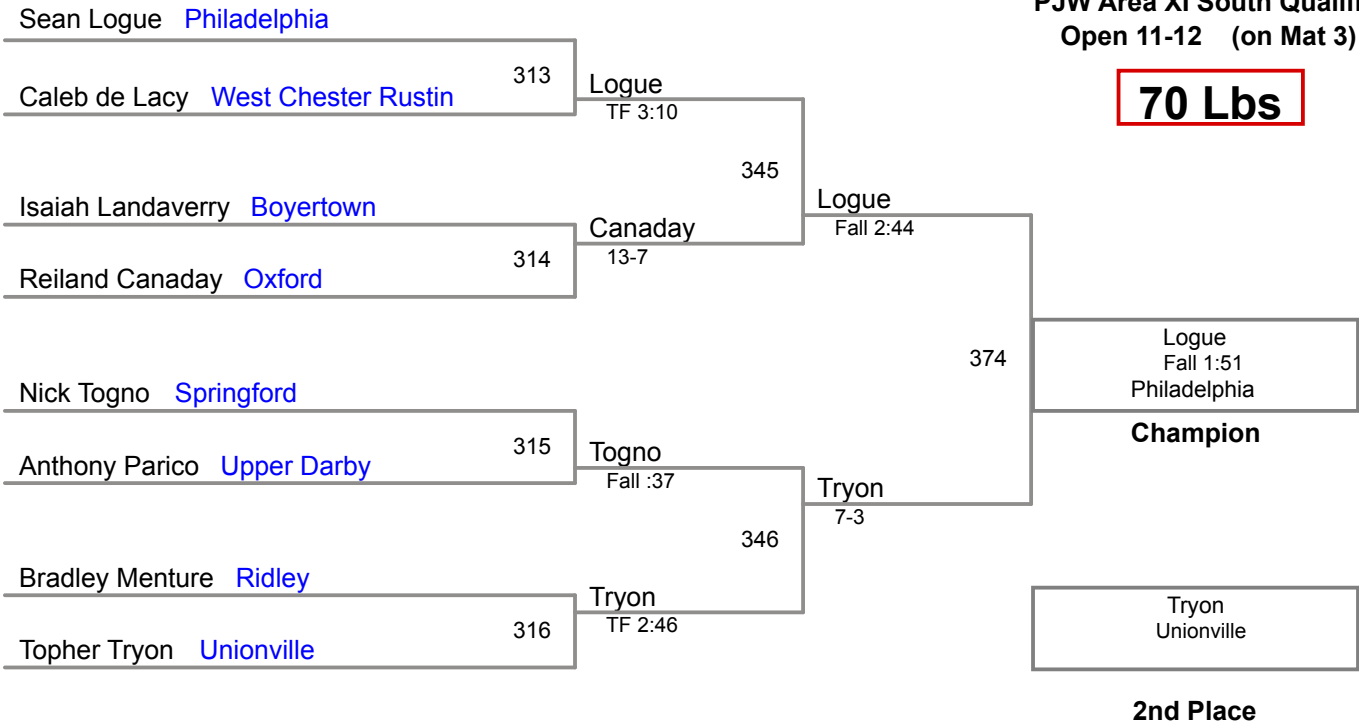 PJW Area XI South
Open 11-12 (on Mat 3)
70 Lbs
Sean Logue Philadelphia
313
Caleb de Lacy West Chester Rustin
Logue
TF 3:10
345
Isaiah Landaverry Boyertown
Logue
Fall 2:44
Canaday
13-7
314
Reiland Canaday Oxford
374
Logue
Fall 1:51
Philadelphia
Champion
Nick Togno Springford
315
Anthony Parico Upper Darby
Togno
Fall :37
Tryon
7-3
346
Bradley Menture Ridley
Tryon
TF 2:46
316
Topher Tryon Unionville
Tryon
Unionville
2nd Place